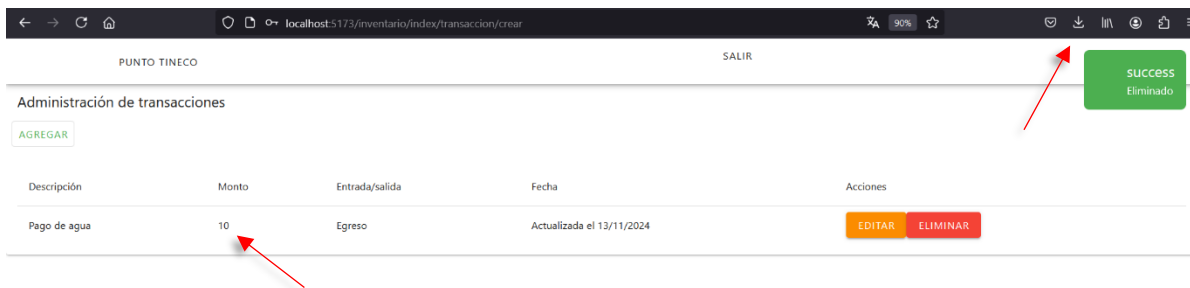 localhost:5173/inventario/index/transaccion/crear 90%
PUNTO TINECO SALIR
success
Eliminado
Administración de transacciones
AGREGAR
Descripción Monto Entrada/salida Fecha Acciones
Pago de agua 10 Egreso Actualizada el 13/11/2024 EDITAR ELIMINAR